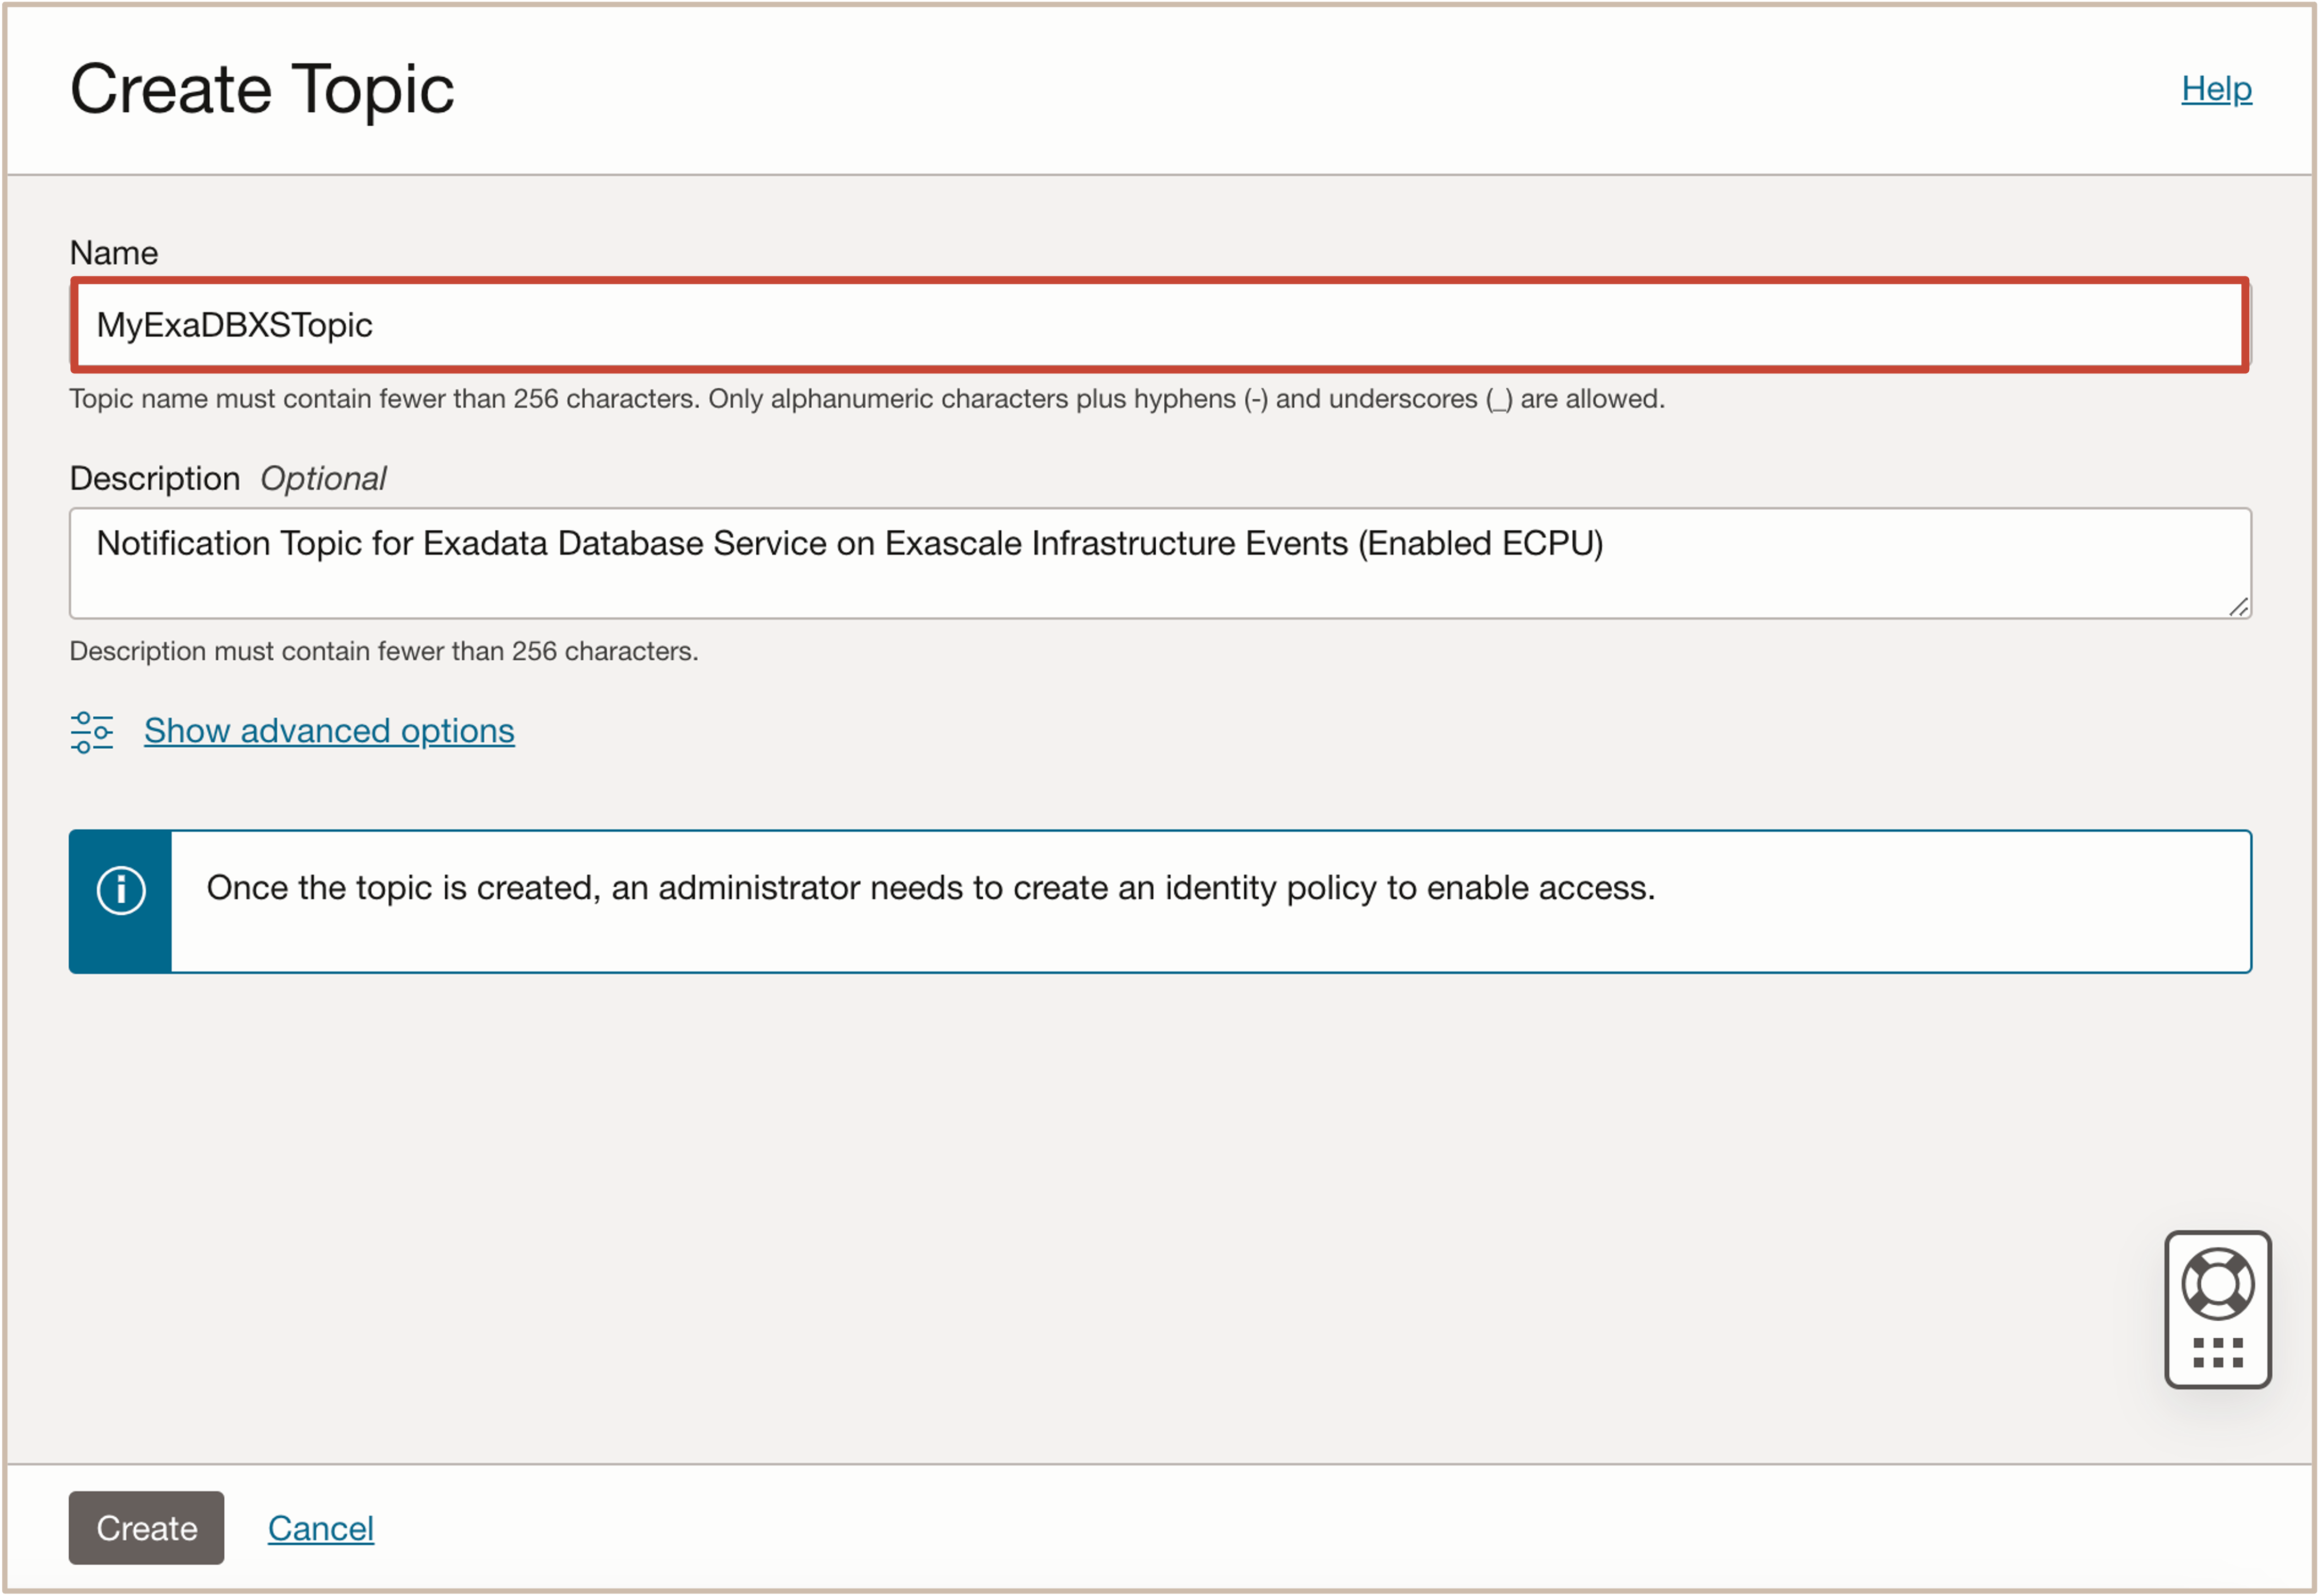 Create Topic
Help
Name
MyExaDBXSTopic
Topic name must contain fewer than 256 characters. Only alphanumeric characters plus hyphens (-) and underscores (_) are allowed.
Description Optional
Notification Topic for Exadata Database Service on Exascale Infrastructure Events (Enabled ECPU)
Description must contain fewer than 256 characters.
Show advanced options
Once the topic is created, an administrator needs to create an identity policy to enable access.
Create
Cancel